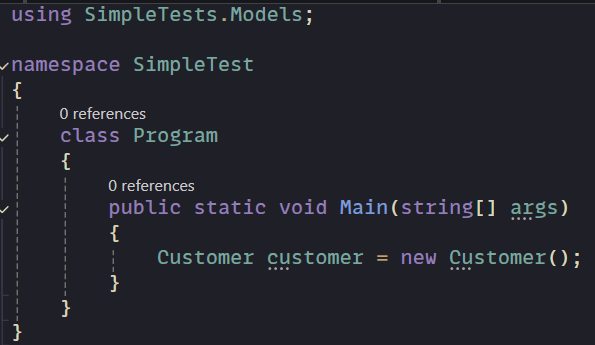 using SimpleTests.Models;
namespace SimpleTest
{
0 references
class Program
{
0 references
public static void Main(string[] args)
{
Customer customer = new Customer();
}
}
}